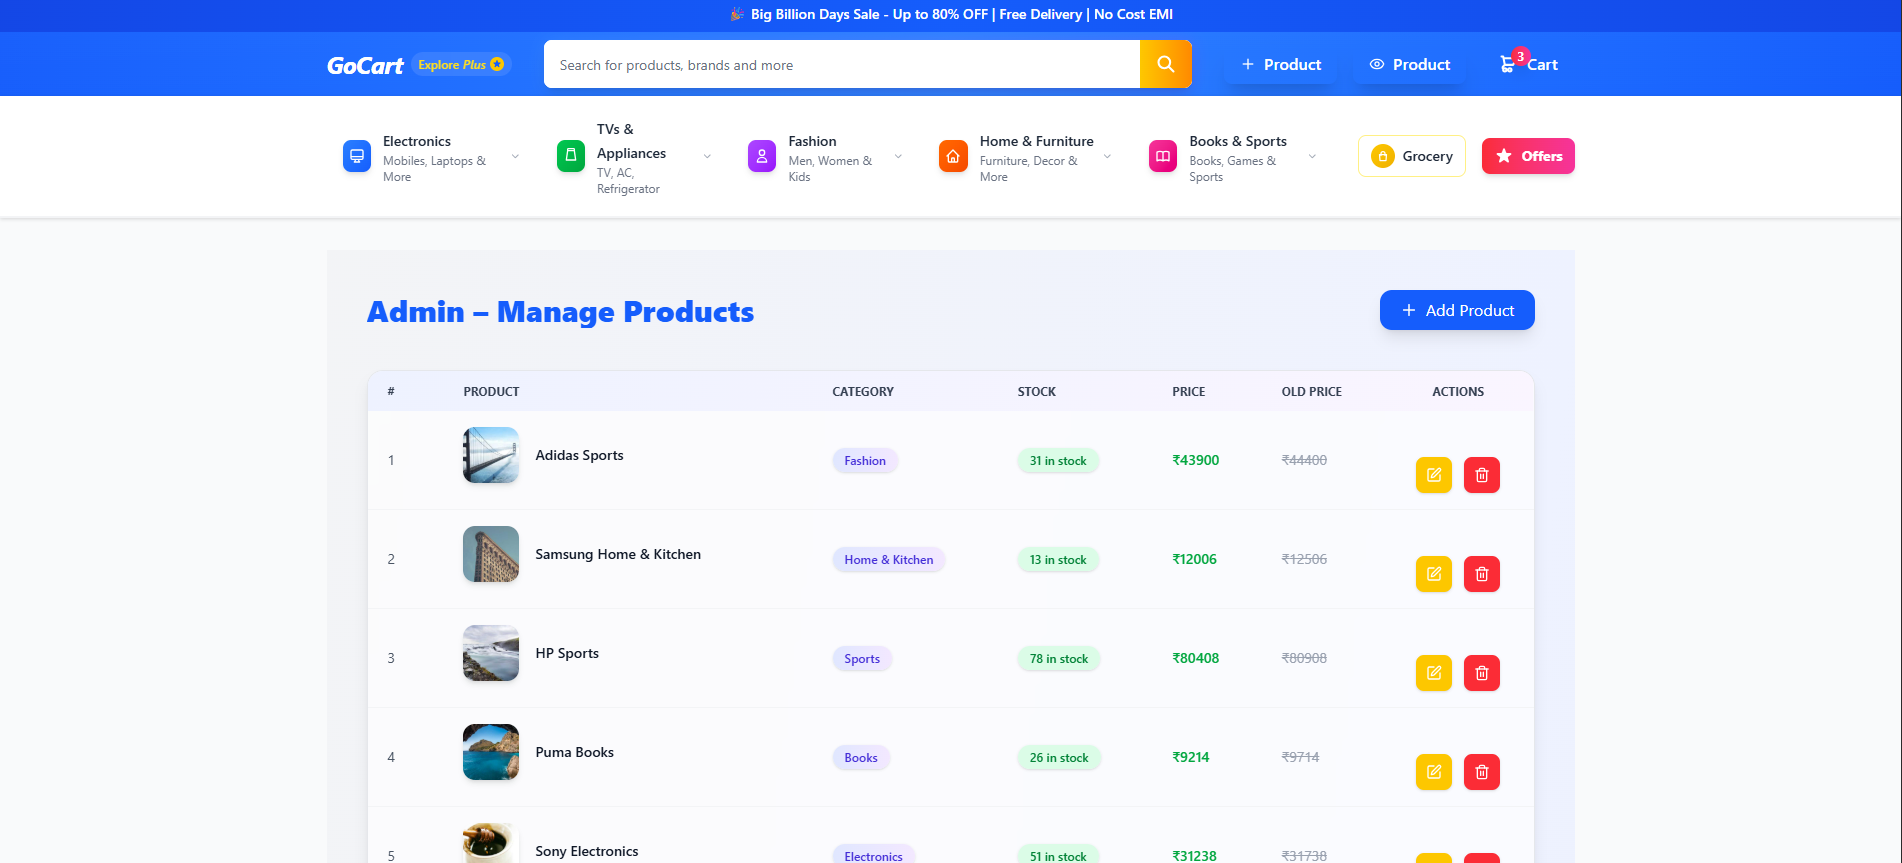 🎉 Big Billion Days Sale - Up to 80% OFF | Free Delivery | No Cost EMI
GoCart
Explore Plus
Search for products, brands and more
Product
Product
3
Cart
Electronics
Mobiles, Laptops &
More
TVs &
Appliances
TV, AC,
Refrigerator
Fashion
Men, Women &
Kids
Home & Furniture
Furniture, Decor &
More
Books & Sports
Books, Games &
Sports
Grocery
Offers
Admin – Manage Products
Add Product
# PRODUCT CATEGORY STOCK PRICE OLD PRICE ACTIONS
1 Adidas Sports Fashion 31 in stock ₹43900 ₹44400
2 Samsung Home & Kitchen Home & Kitchen 13 in stock ₹12006 ₹12506
3 HP Sports Sports 78 in stock ₹80408 ₹80908
4 Puma Books Books 26 in stock ₹9214 ₹9714
5 Sony Electronics Electronics 51 in stock ₹31238 ₹31738